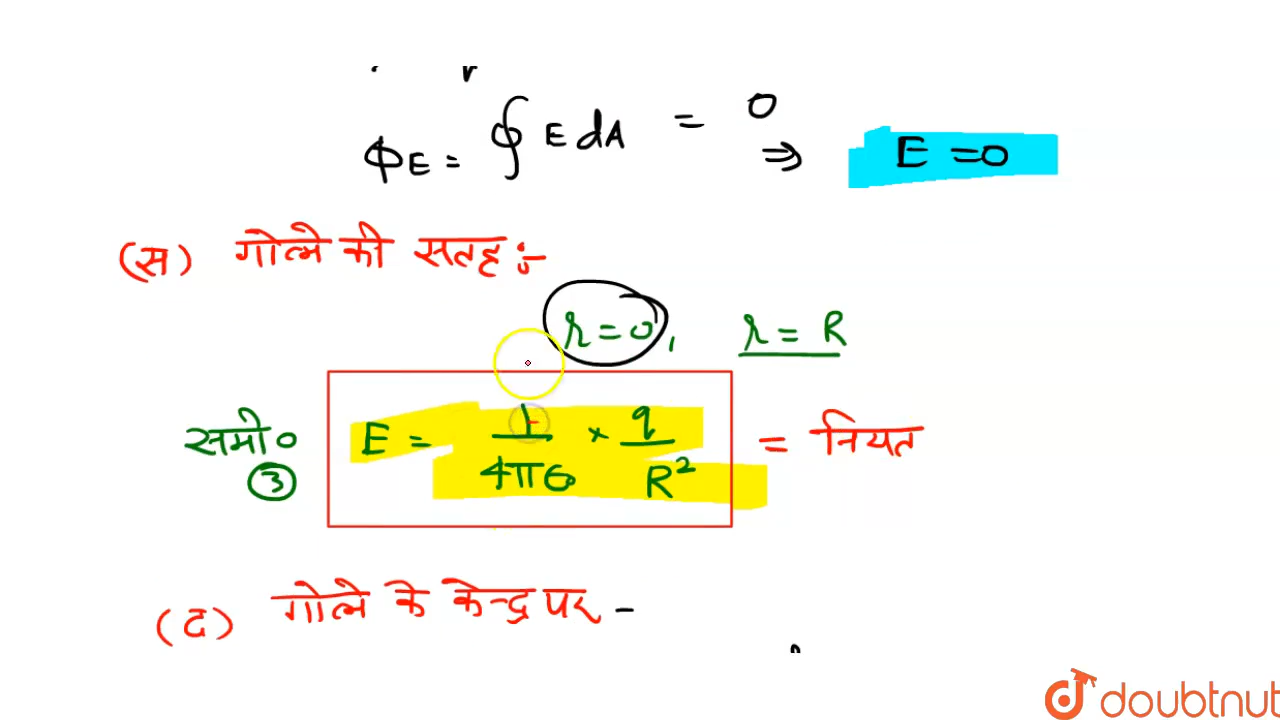 ΦE = ∮ E dA = 0 ⇒ E = 0
(स) गोले की सतह :-
r = 0, r = R
समी० ③ E = 1/4πϵ₀ × q/R² = नियत
(द) गोले के केन्द्र पर –
doubtnut